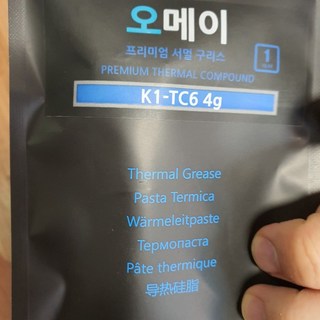 오메이
프리미엄 서멀 구리스
1
PREMIUM THERMAL COMPOUND
K1-TC6 4g
Thermal Grease
Pasta Termica
Wärmeleitpaste
Термопаста
Pâte thermique
导热硅脂